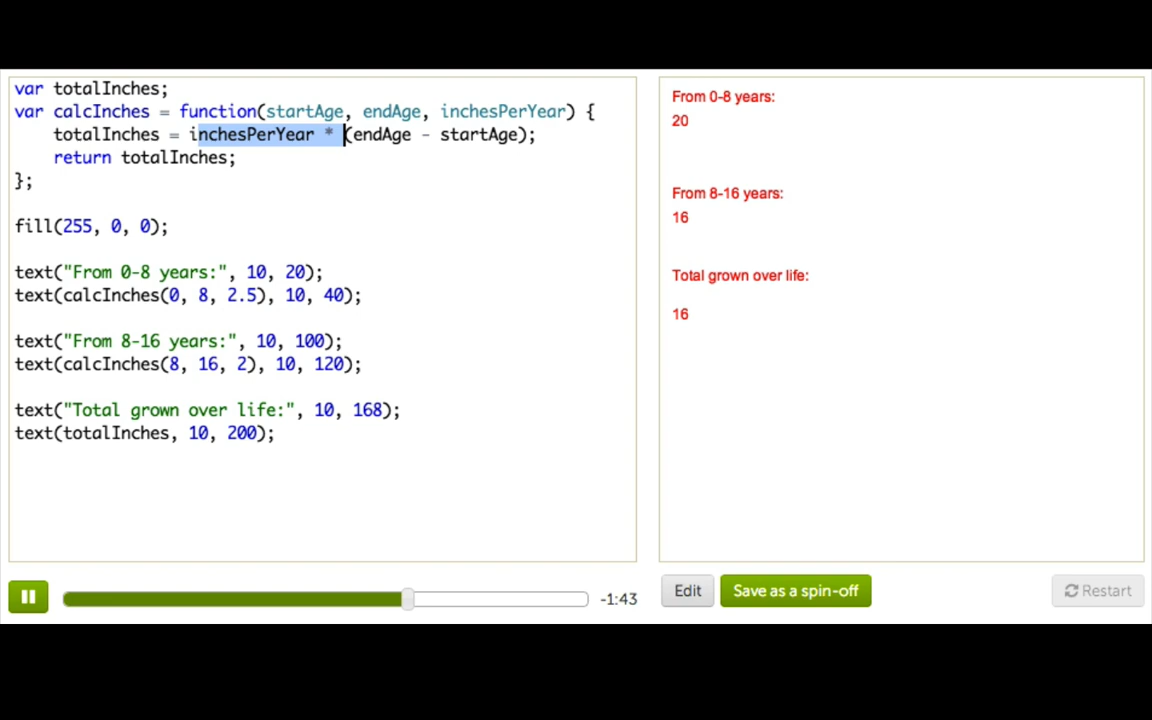 var totalInches;
var calcInches = function(startAge, endAge, inchesPerYear) {
    totalInches = inchesPerYear * (endAge - startAge);
    return totalInches;
};
fill(255, 0, 0);
text("From 0-8 years:", 10, 20);
text(calcInches(0, 8, 2.5), 10, 40);
text("From 8-16 years:", 10, 100);
text(calcInches(8, 16, 2), 10, 120);
text("Total grown over life:", 10, 168);
text(totalInches, 10, 200);
From 0-8 years:
20
From 8-16 years:
16
Total grown over life:
16
-1:43
Edit
Save as a spin-off
Restart